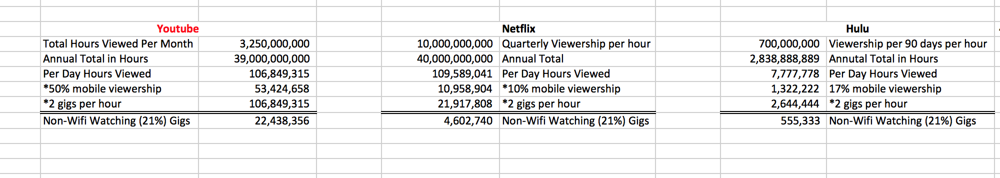 Youtube Netflix Hulu
Total Hours Viewed Per Month 3,250,000,000 10,000,000,000 Quarterly Viewership per hour 700,000,000 Viewership per 90 days per hour
Annual Total in Hours 39,000,000,000 40,000,000,000 Annual Total 2,838,888,889 Annutal Total in Hours
Per Day Hours Viewed 106,849,315 109,589,041 Per Day Hours Viewed 7,777,778 Per Day Hours Viewed
*50% mobile viewership 53,424,658 10,958,904 *10% mobile viewership 1,322,222 17% mobile viewership
*2 gigs per hour 106,849,315 21,917,808 *2 gigs per hour 2,644,444 *2 gigs per hour
Non-Wifi Watching (21%) Gigs 22,438,356 4,602,740 Non-Wifi Watching (21%) Gigs 555,333 Non-Wifi Watching (21%) Gigs